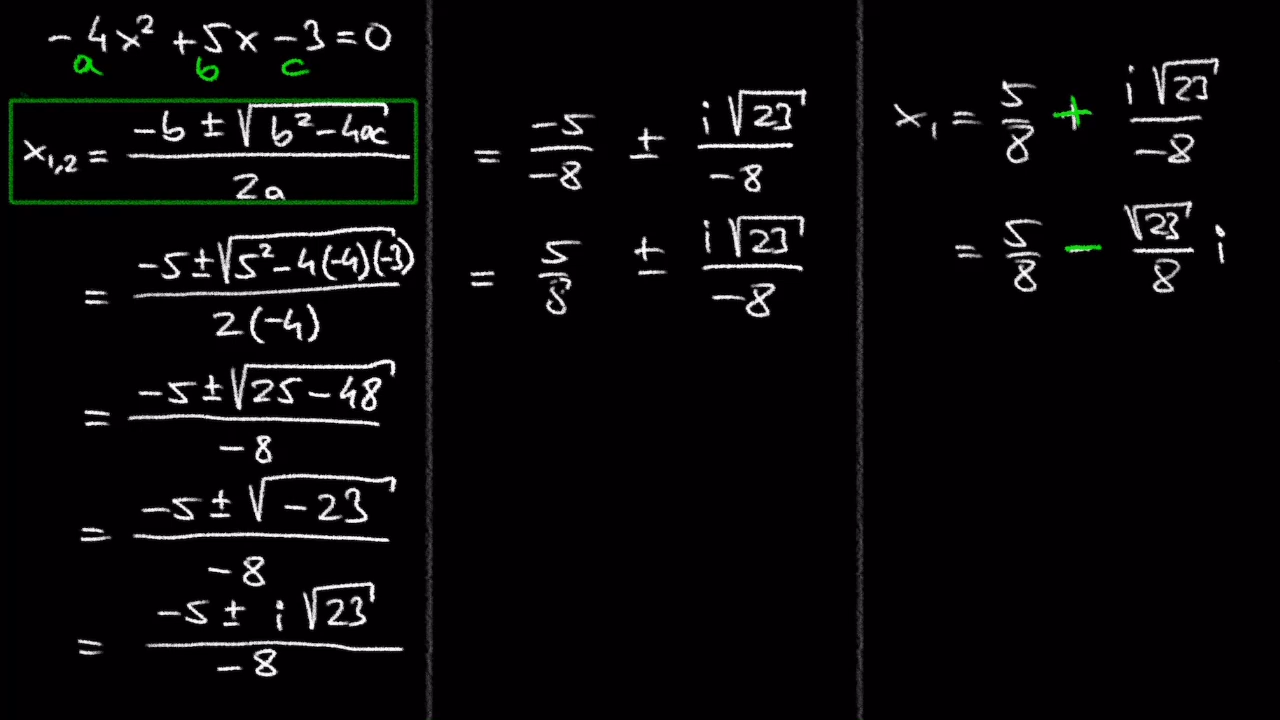 -4x² +5x -3=0
a b c
x₁,₂ = (-b ± √(b²-4ac)) / (2a)
= (-5 ± √(5²-4(-4)(-3))) / (2(-4))
= (-5 ± √(25-48)) / (-8)
= (-5 ± √(-23)) / (-8)
= (-5 ± i√23) / (-8)
= (-5)/(-8) ± (i√23)/(-8)
= 5/8 ± (i√23)/(-8)
x₁ = 5/8 + (i√23)/(-8)
= 5/8 - (√23)/8 i